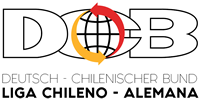 DCB
DEUTSCH - CHILENISCHER BUND
LIGA CHILENO - ALEMANA